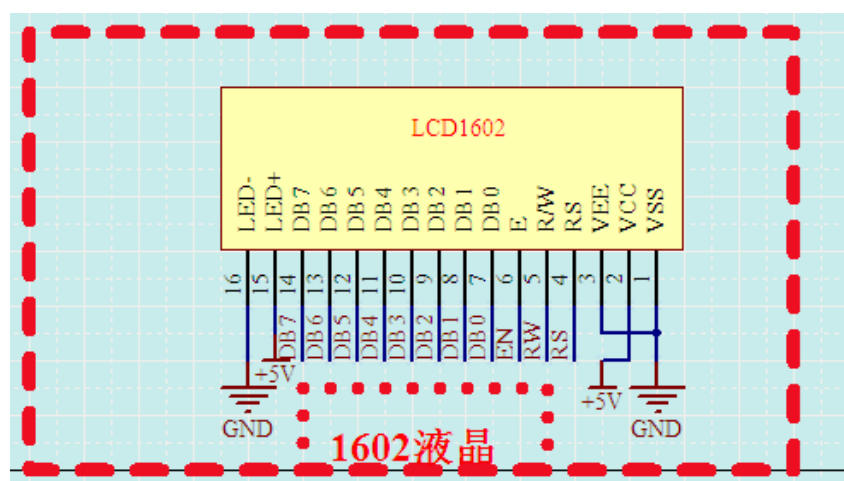 LCD1602
LED- LED+ DB7 DB6 DB5 DB4 DB3 DB2 DB1 DB0 E R/W RS VEE VCC VSS
16 15 14 13 12 11 10 9 8 7 6 5 4 3 2 1
DB7 DB6 DB5 DB4 DB3 DB2 DB1 DB0 EN RW RS
+5V +5V
GND GND
1602液晶